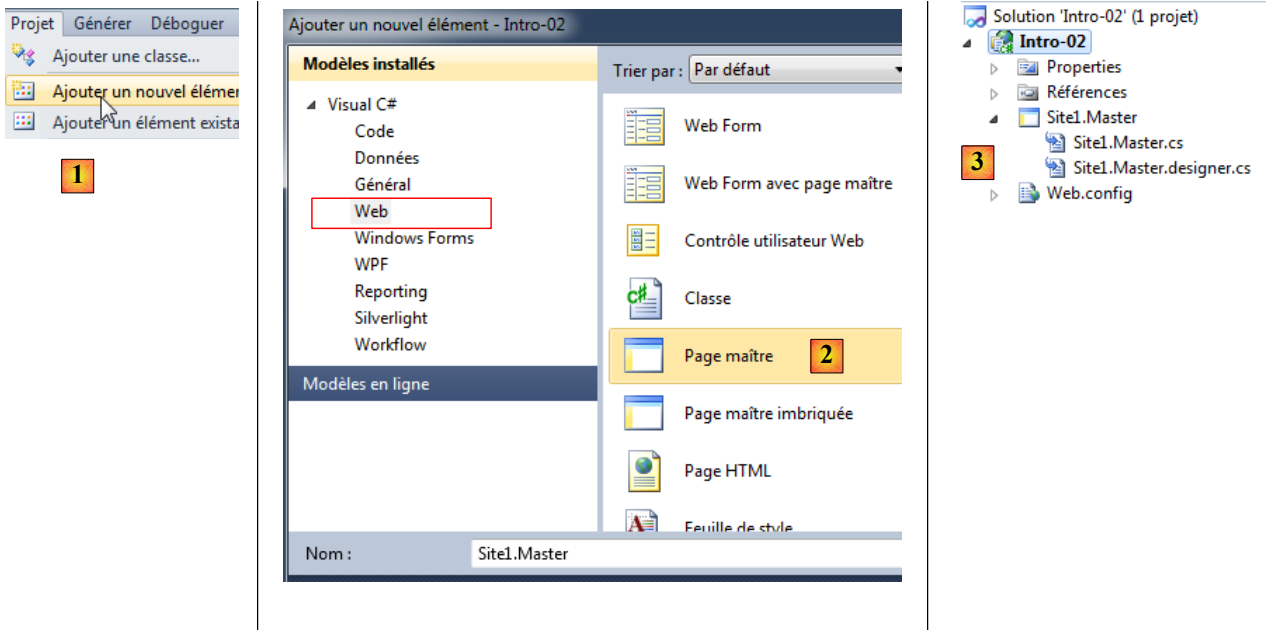 Projet Générer Déboguer
Ajouter une classe...
Ajouter un nouvel élémer
Ajouter un élément exista
1
Ajouter un nouvel élément - Intro-02
Modèles installés
Visual C#
Code
Données
Général
Web
Windows Forms
WPF
Reporting
Silverlight
Workflow
Modèles en ligne
Trier par : Par défaut
Web Form
Web Form avec page maître
Contrôle utilisateur Web
Classe
Page maître 2
Page maître imbriquée
Page HTML
Feuille de style
Nom : Site1.Master
Solution 'Intro-02' (1 projet)
Intro-02
Properties
Références
Site1.Master
Site1.Master.cs
3
Site1.Master.designer.cs
Web.config